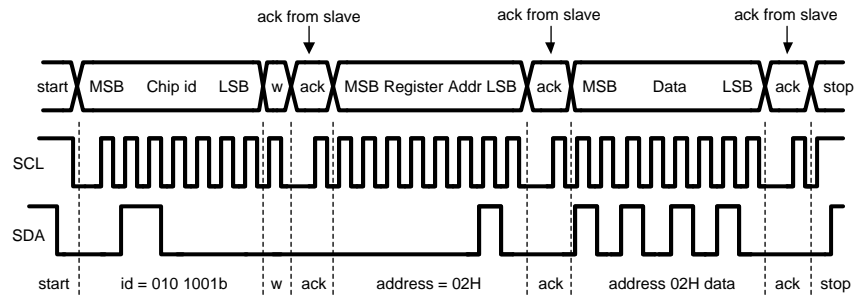 ack from slave ack from slave ack from slave
start MSB Chip id LSB w ack MSB Register Addr LSB ack MSB Data LSB ack stop
SCL
SDA
start id = 010 1001b w ack address = 02H ack address 02H data ack stop